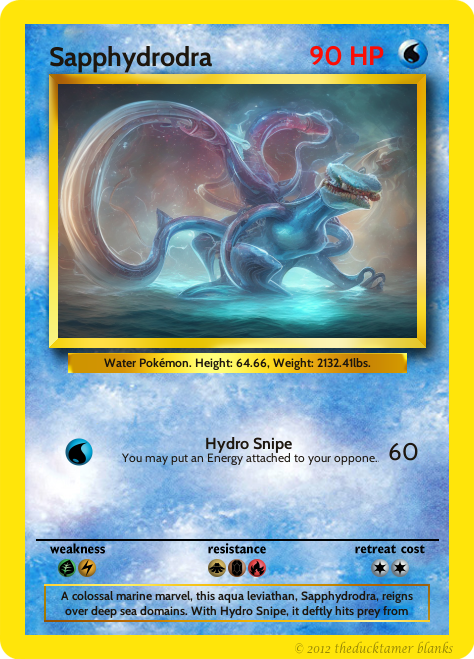 Sapphydrodra 90 HP
Water Pokémon. Height: 64.66, Weight: 2132.41lbs.
Hydro Snipe
You may put an Energy attached to your oppone. 60
weakness resistance retreat cost
A colossal marine marvel, this aqua leviathan, Sapphydrodra, reigns
over deep sea domains. With Hydro Snipe, it deftly hits prey from
© 2012 theducktamer blanks